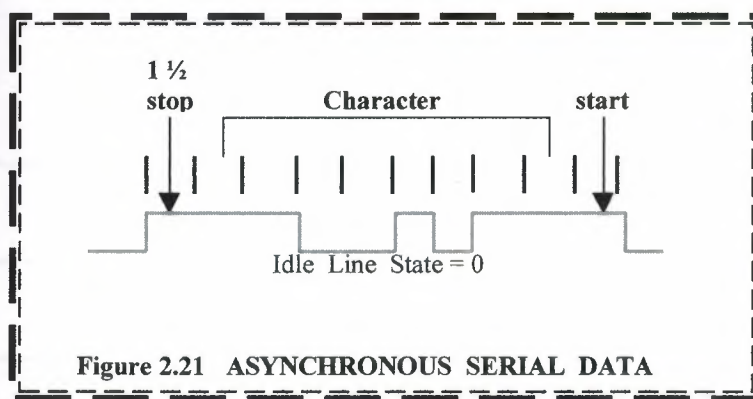 1 ½
stop
Character
start
Idle Line State = 0
Figure 2.21 ASYNCHRONOUS SERIAL DATA